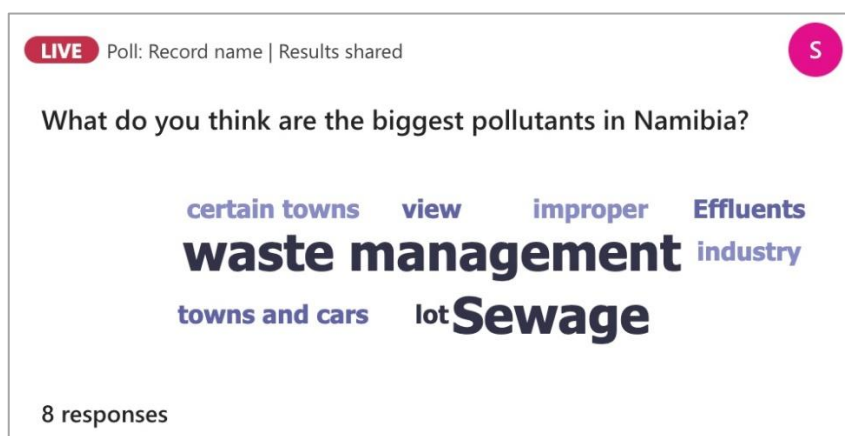 LIVE Poll: Record name | Results shared S
What do you think are the biggest pollutants in Namibia?
certain towns view improper Effluents
waste management industry
towns and cars lot Sewage
8 responses